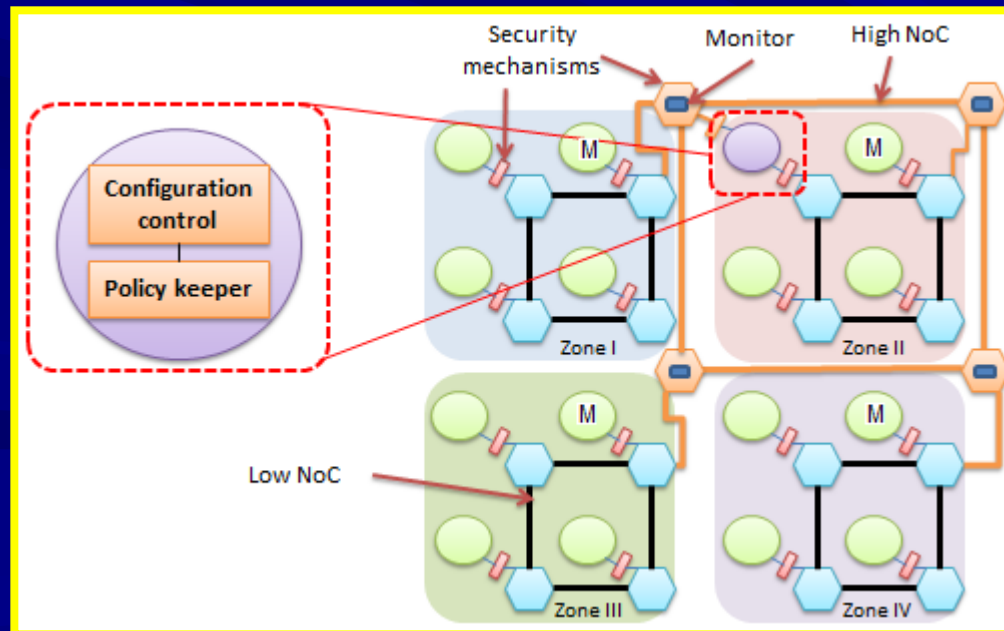 Security
mechanisms
Monitor
High NoC
Configuration
control
Policy keeper
M
M
Zone I
Zone II
M
M
Low NoC
Zone III
Zone IV